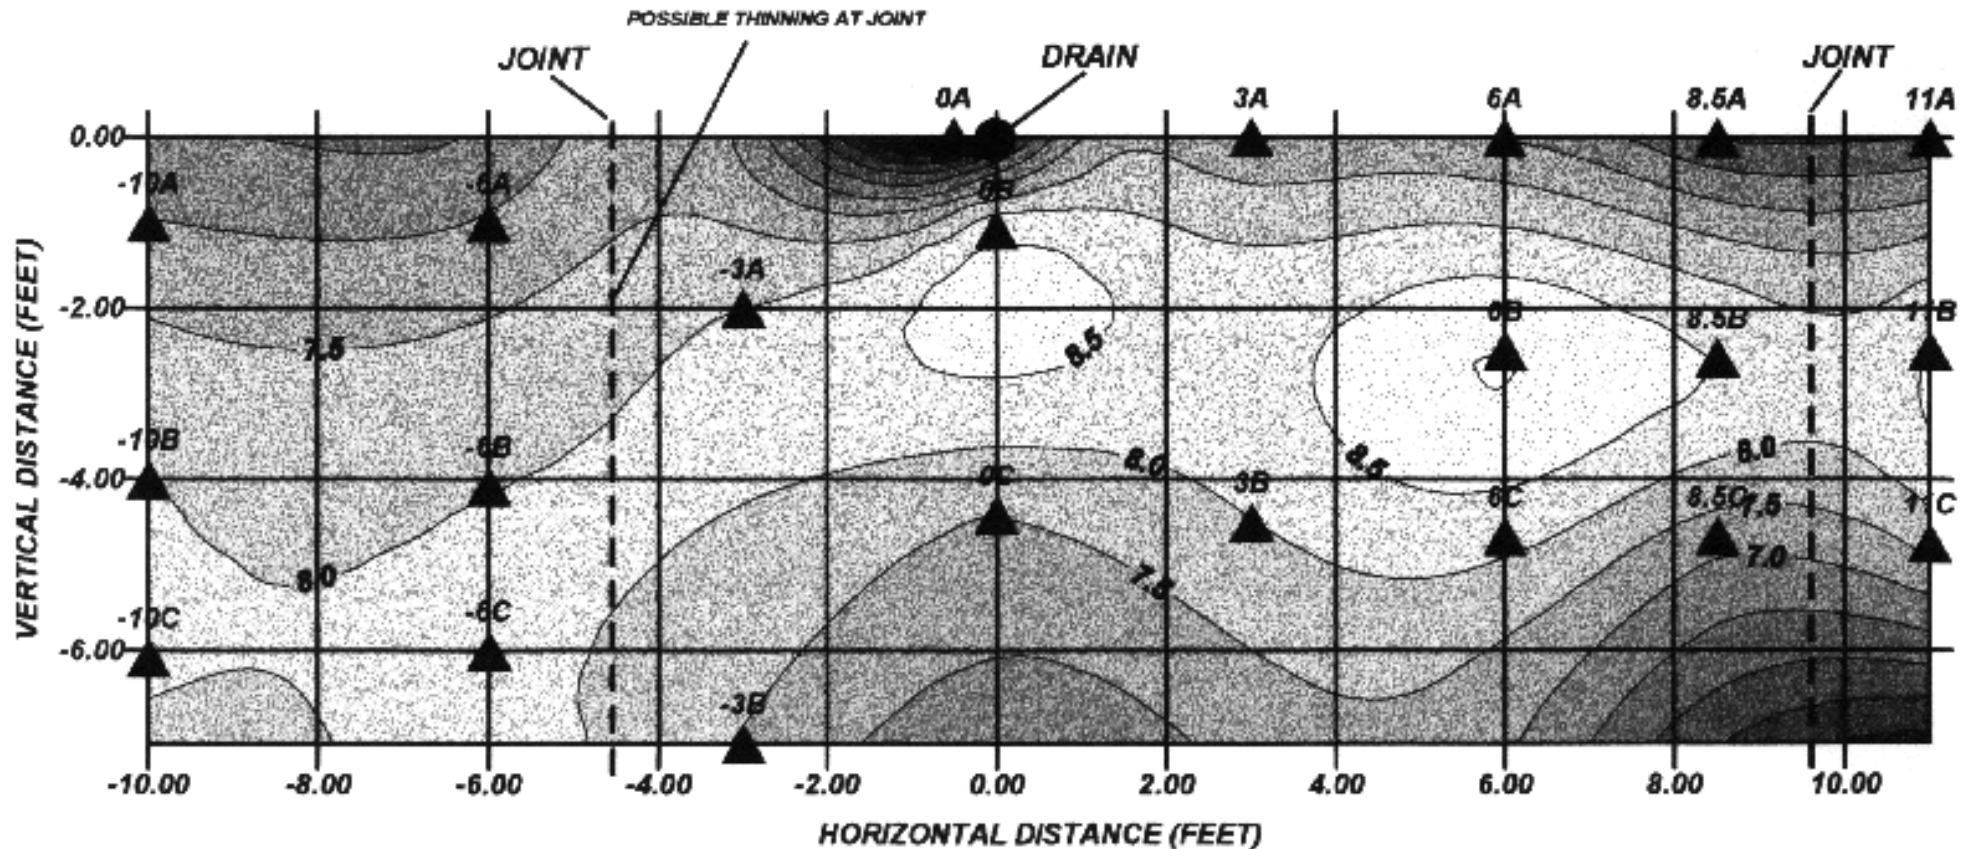 POSSIBLE THINNING AT JOINT
JOINT
DRAIN
JOINT
0A
3A
6A
8.5A
11A
0.00
-10A
-6A
0B
-3A
-2.00
7.5
8.5
6B
8.5B
11B
-10B
-6B
-4.00
8.0
0C
3B
8.5
6C
8.0
8.5C
7.5
11C
7.0
8.0
7.5
-10C
-6C
-6.00
-3B
-10.00
-8.00
-6.00
-4.00
-2.00
0.00
2.00
4.00
6.00
8.00
10.00
HORIZONTAL DISTANCE (FEET)
VERTICAL DISTANCE (FEET)